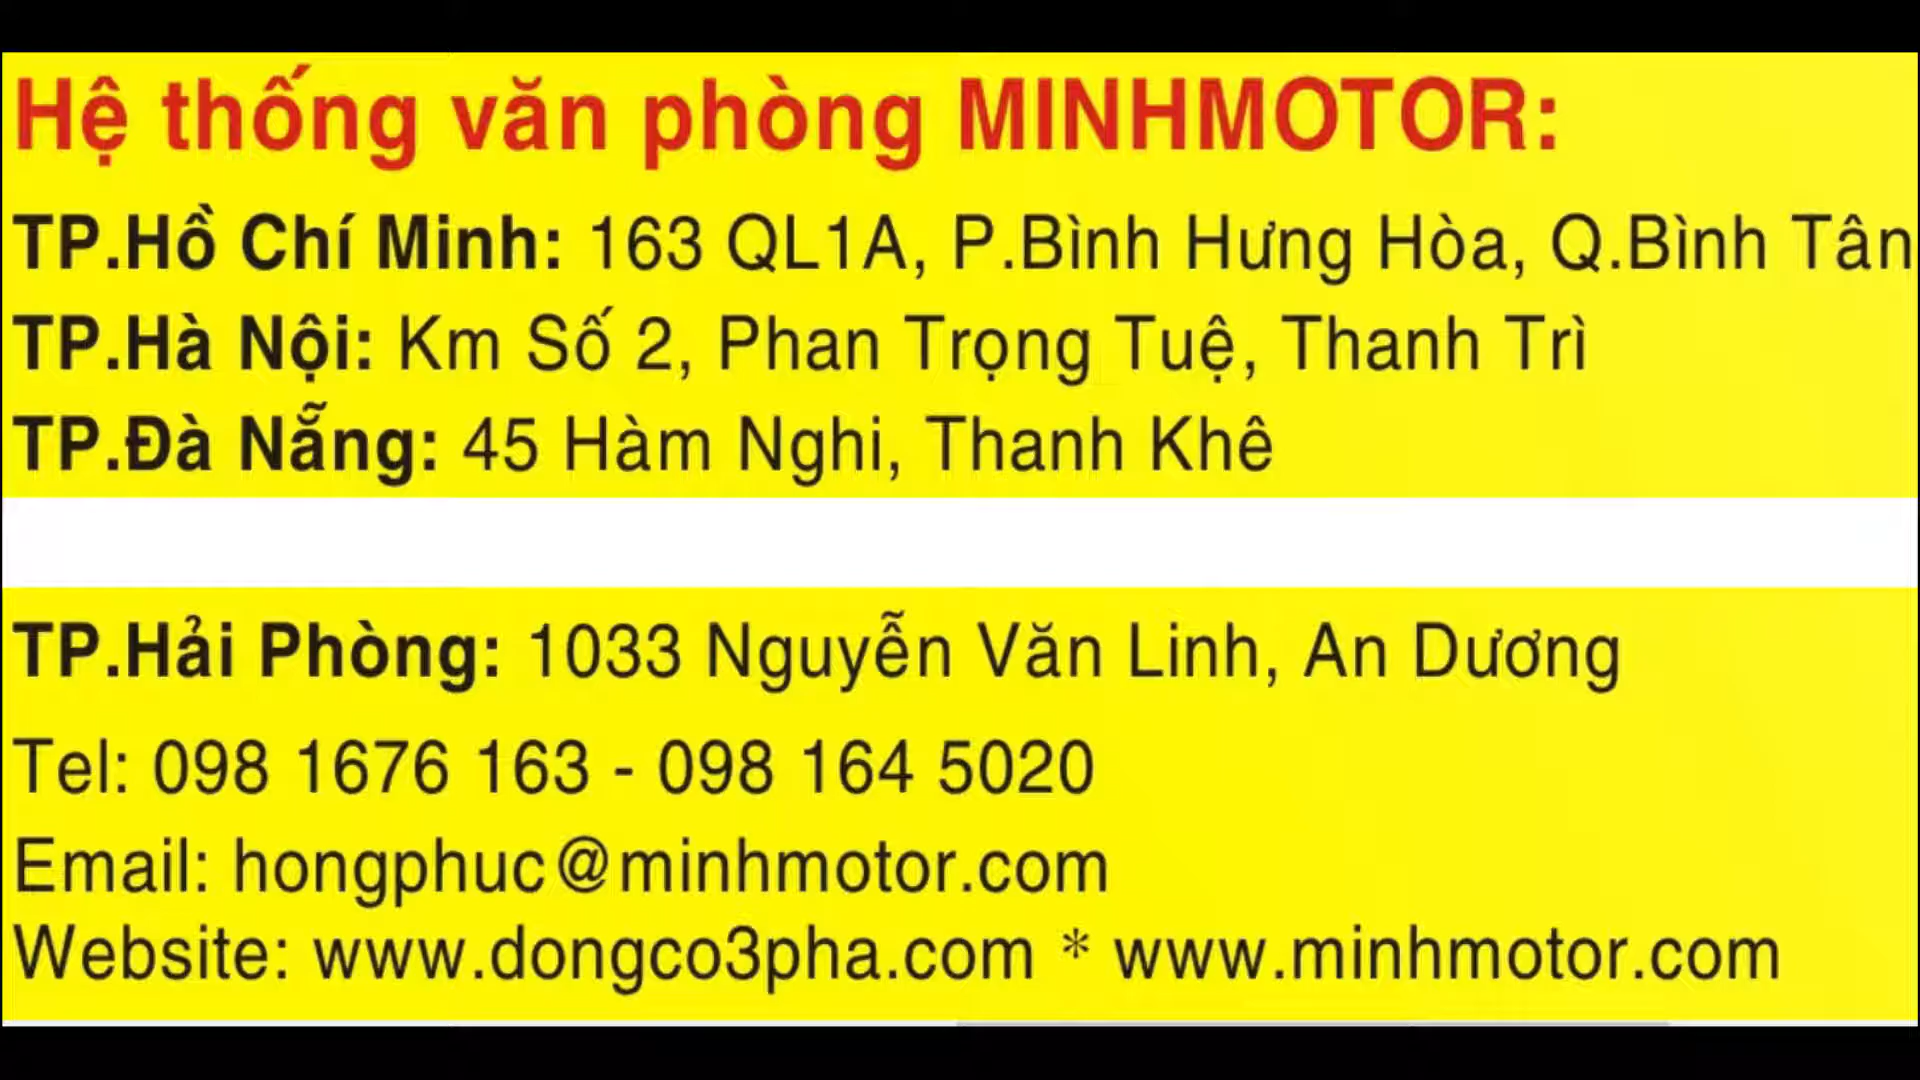 Hệ thống văn phòng MINHMOTOR:
TP.Hồ Chí Minh: 163 QL1A, P.Bình Hưng Hòa, Q.Bình Tân
TP.Hà Nội: Km Số 2, Phan Trọng Tuệ, Thanh Trì
TP.Đà Nẵng: 45 Hàm Nghi, Thanh Khê
TP.Hải Phòng: 1033 Nguyễn Văn Linh, An Dương
Tel: 098 1676 163 - 098 164 5020
Email: hongphuc@minhmotor.com
Website: www.dongco3pha.com * www.minhmotor.com